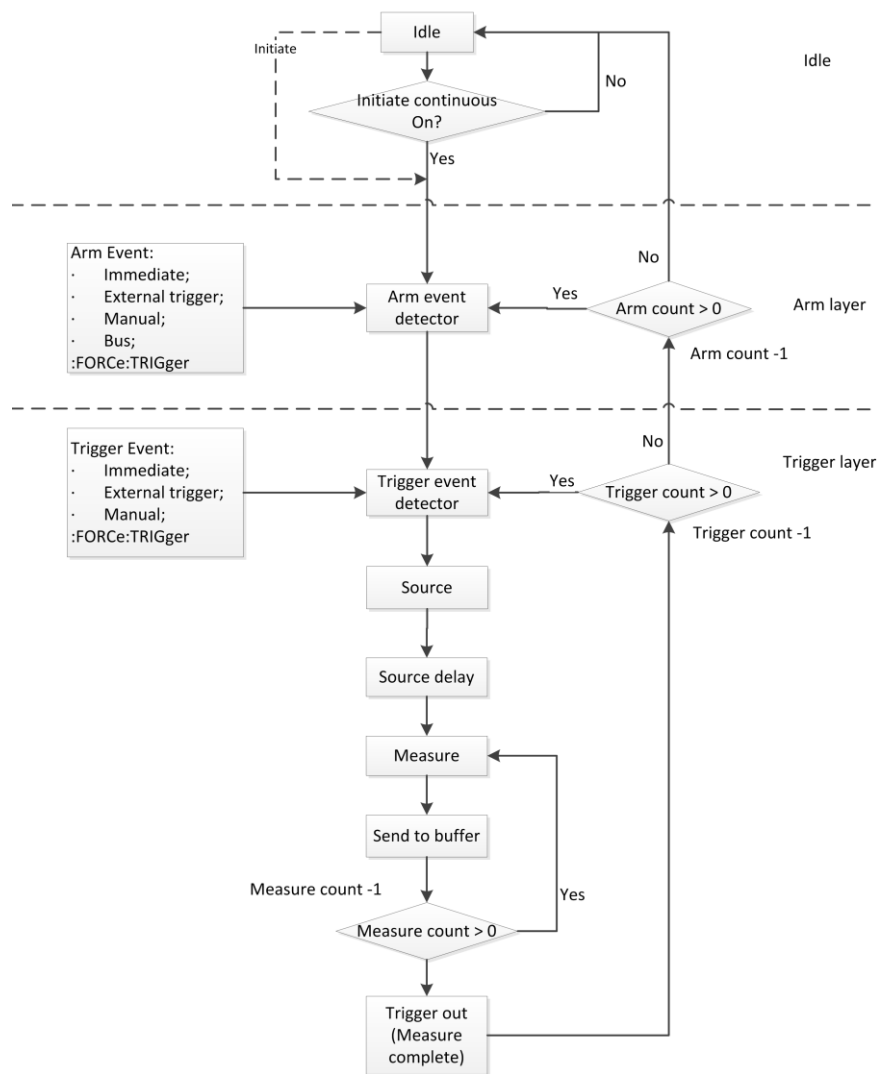 Idle
Initiate
Idle
Initiate continuous
On?
No
Yes
Arm Event:
· Immediate;
· External trigger;
· Manual;
· Bus;
:FORCe:TRIGger
Arm event
detector
Yes
No
Arm count > 0
Arm layer
Arm count -1
Trigger Event:
· Immediate;
· External trigger;
· Manual;
:FORCe:TRIGger
Trigger event
detector
Yes
No
Trigger count > 0
Trigger layer
Trigger count -1
Source
Source delay
Measure
Send to buffer
Measure count -1
Yes
Measure count > 0
Trigger out
(Measure
complete)